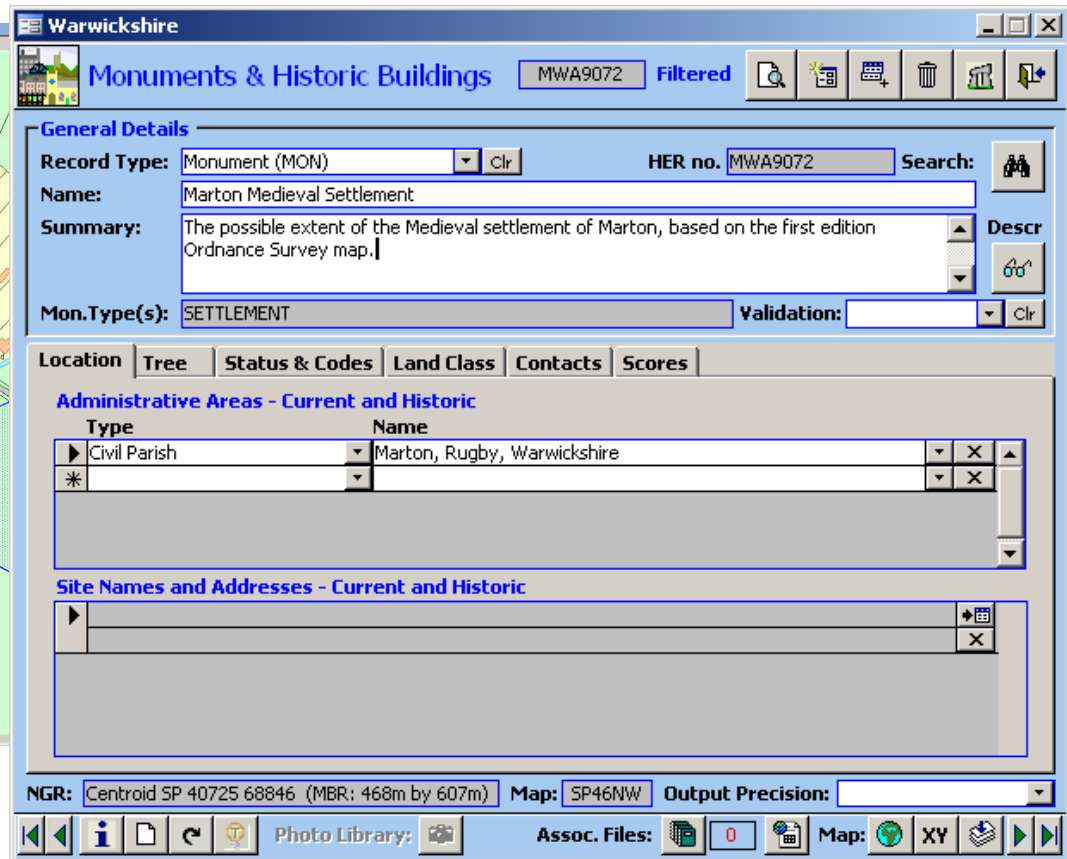 Warwickshire
Monuments & Historic Buildings MWA9072 Filtered
General Details
Record Type: Monument (MON) Clr HER no. MWA9072 Search:
Name: Marton Medieval Settlement
Summary: The possible extent of the Medieval settlement of Marton, based on the first edition Descr
Ordnance Survey map.
Mon.Type(s): SETTLEMENT Validation: Clr
Location Tree Status & Codes Land Class Contacts Scores
Administrative Areas - Current and Historic
Type Name
Civil Parish Marton, Rugby, Warwickshire
Site Names and Addresses - Current and Historic
NGR: Centroid SP 40725 68846 (MBR: 468m by 607m) Map: SP46NW Output Precision:
Photo Library: Assoc. Files: 0 Map: XY